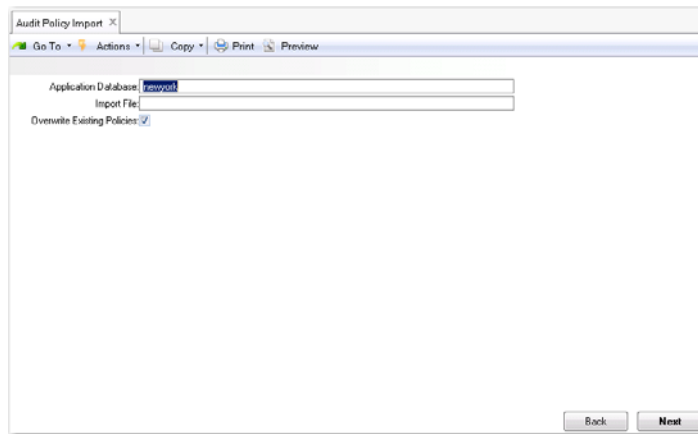 Audit Policy Import
Go To Actions Copy Print Preview
Application Database: newyork
Import File:
Overwrite Existing Policies:
Back Next